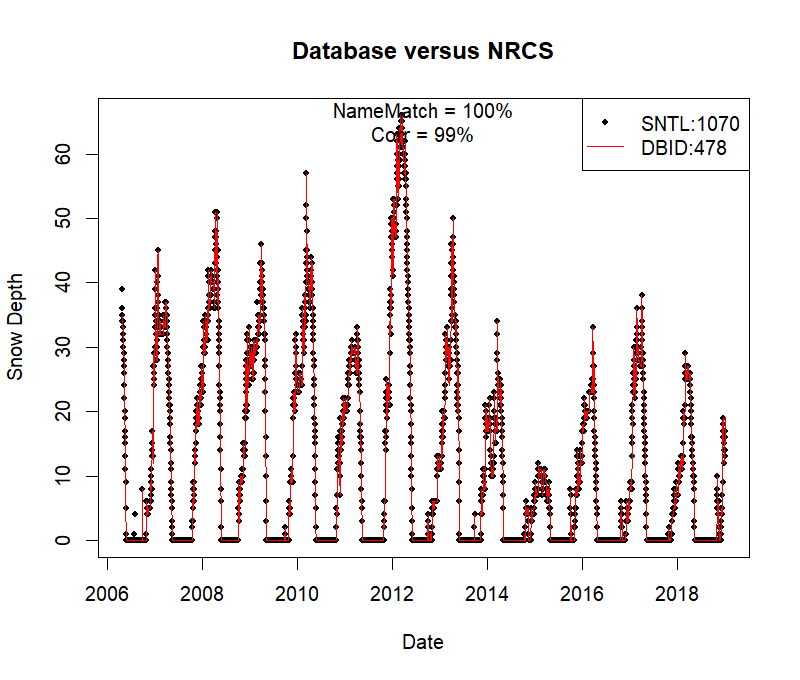 Database versus NRCS
NameMatch = 100%
Corr = 99%
SNTL:1070
DBID:478
Snow Depth
60
50
40
30
20
10
0
2006 2008 2010 2012 2014 2016 2018
Date